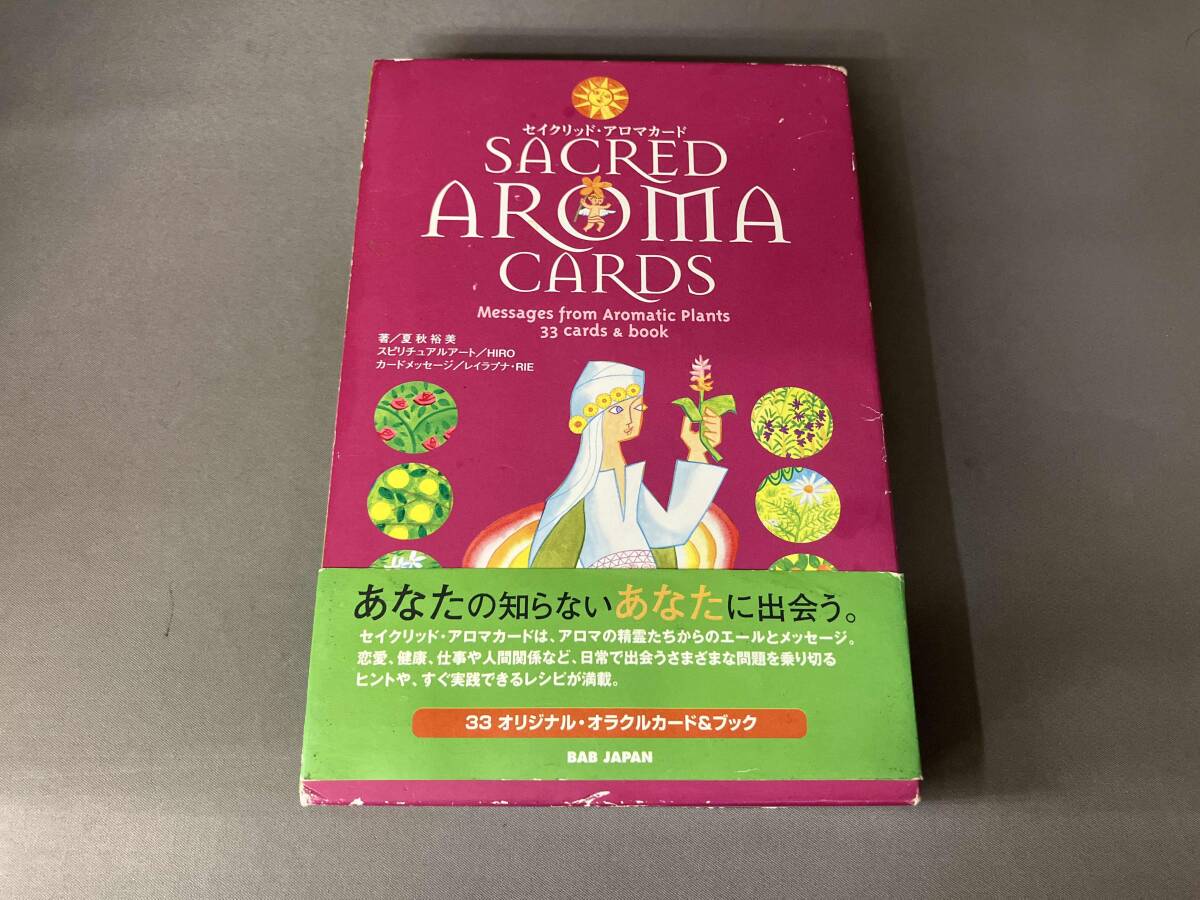 セイクリッド・アロマカード
SACRED
AROMA
CARDS
Messages from Aromatic Plants
33 cards & book
著/夏秋裕美
スピリチュアルアート/HIRO
カードメッセージ/レイラプナ・RIE
あなたの知らないあなたに出会う。
セイクリッド・アロマカードは、アロマの精霊たちからのエールとメッセージ。
恋愛、健康、仕事や人間関係など、日常で出会うさまざまな問題を乗り切る
ヒントや、すぐ実践できるレシピが満載。
33 オリジナル・オラクルカード&ブック
BAB JAPAN